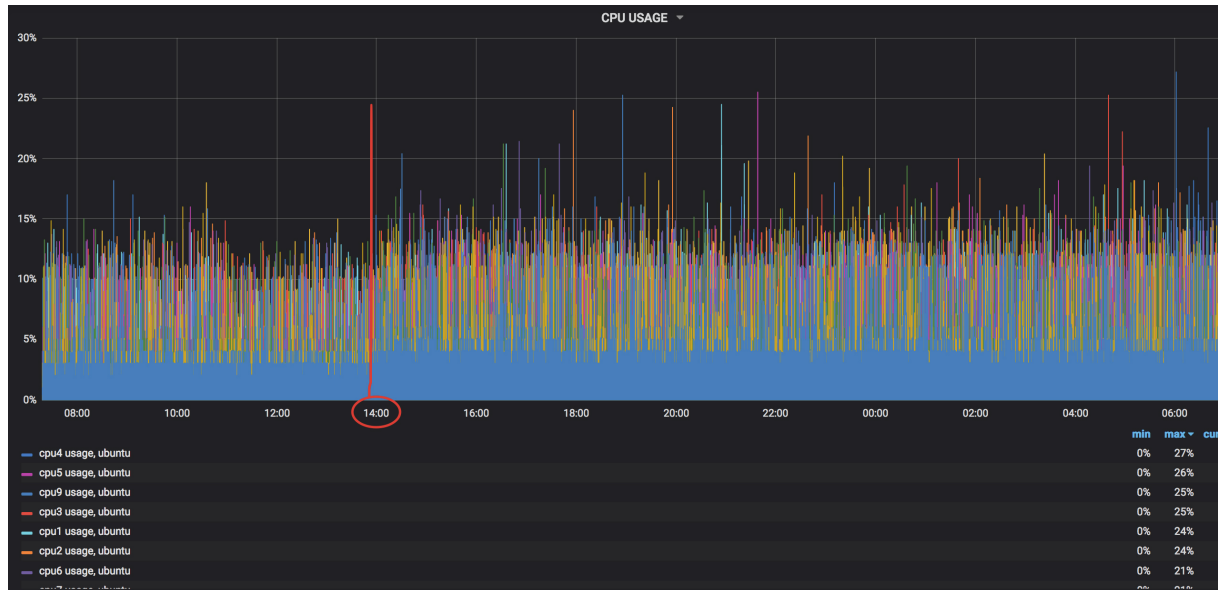 CPU USAGE
30%
25%
20%
15%
10%
5%
0%
08:00 10:00 12:00 14:00 16:00 18:00 20:00 22:00 00:00 02:00 04:00 06:00
min max cur
cpu4 usage, ubuntu 0% 27%
cpu5 usage, ubuntu 0% 26%
cpu9 usage, ubuntu 0% 25%
cpu3 usage, ubuntu 0% 25%
cpu1 usage, ubuntu 0% 24%
cpu2 usage, ubuntu 0% 24%
cpu6 usage, ubuntu 0% 21%